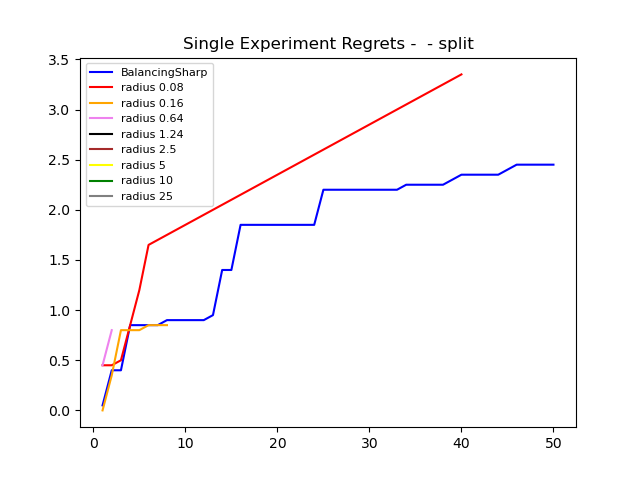 Single Experiment Regrets -  - split
3.5
3.0
2.5
2.0
1.5
1.0
0.5
0.0
BalancingSharp
radius 0.08
radius 0.16
radius 0.64
radius 1.24
radius 2.5
radius 5
radius 10
radius 25
0 10 20 30 40 50